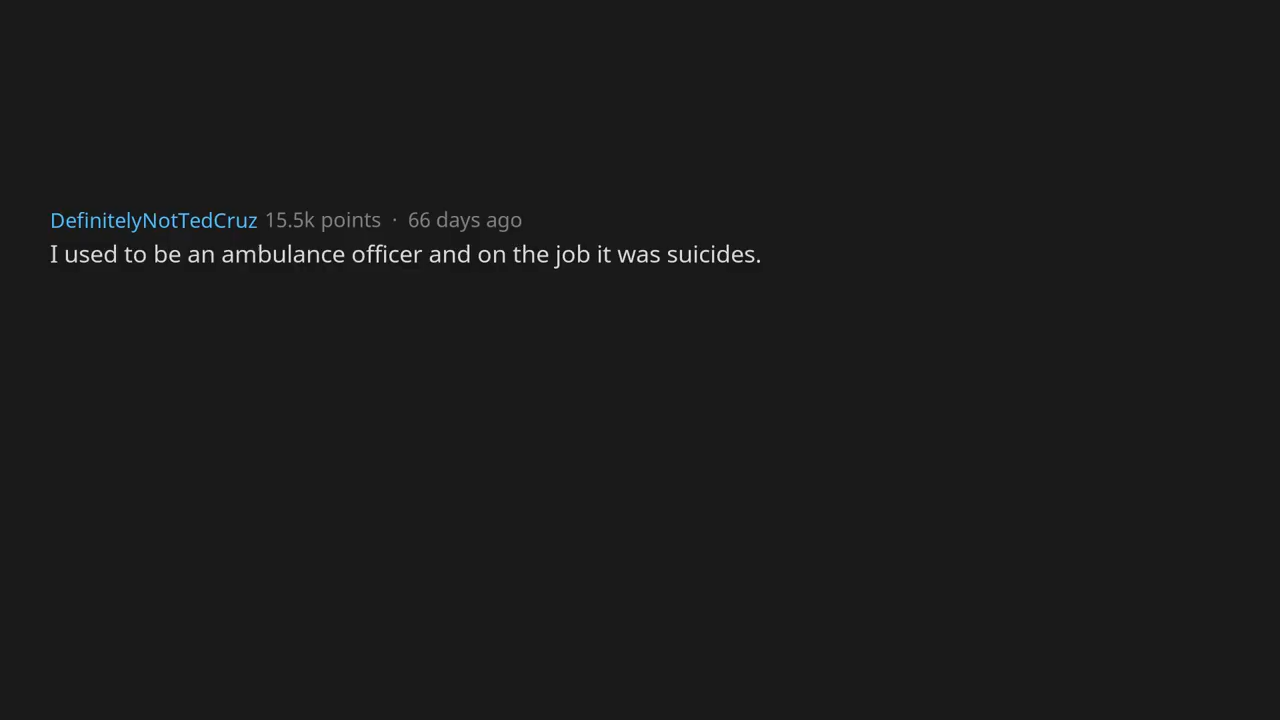 DefinitelyNotTedCruz 15.5k points · 66 days ago
I used to be an ambulance officer and on the job it was suicides.